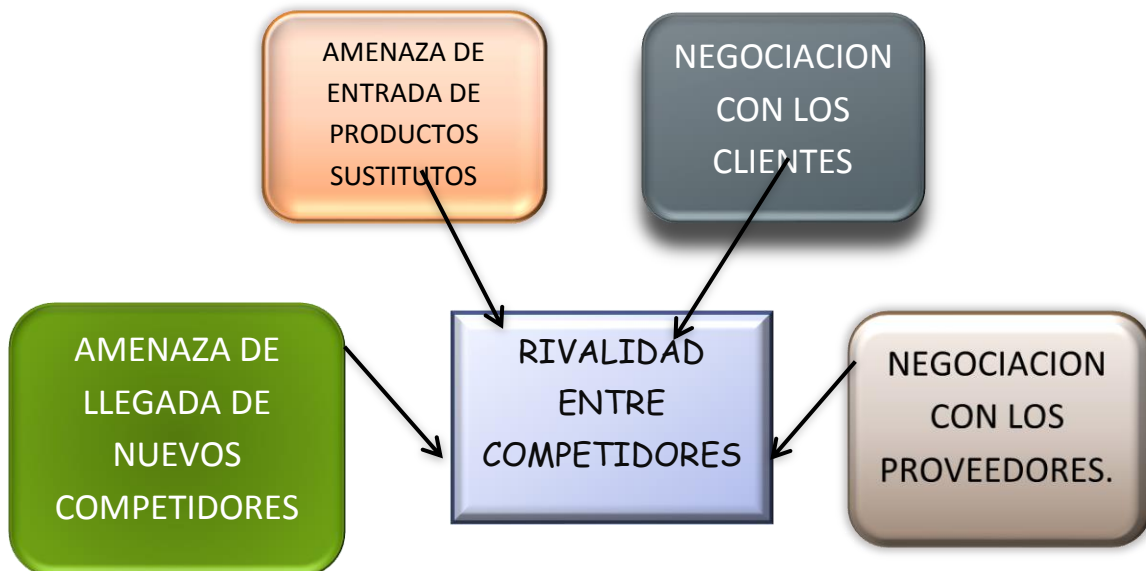 AMENAZA DE
ENTRADA DE
PRODUCTOS
SUSTITUTOS
NEGOCIACION
CON LOS
CLIENTES
AMENAZA DE
LLEGADA DE
NUEVOS
COMPETIDORES
RIVALIDAD
ENTRE
COMPETIDORES
NEGOCIACION
CON LOS
PROVEEDORES.